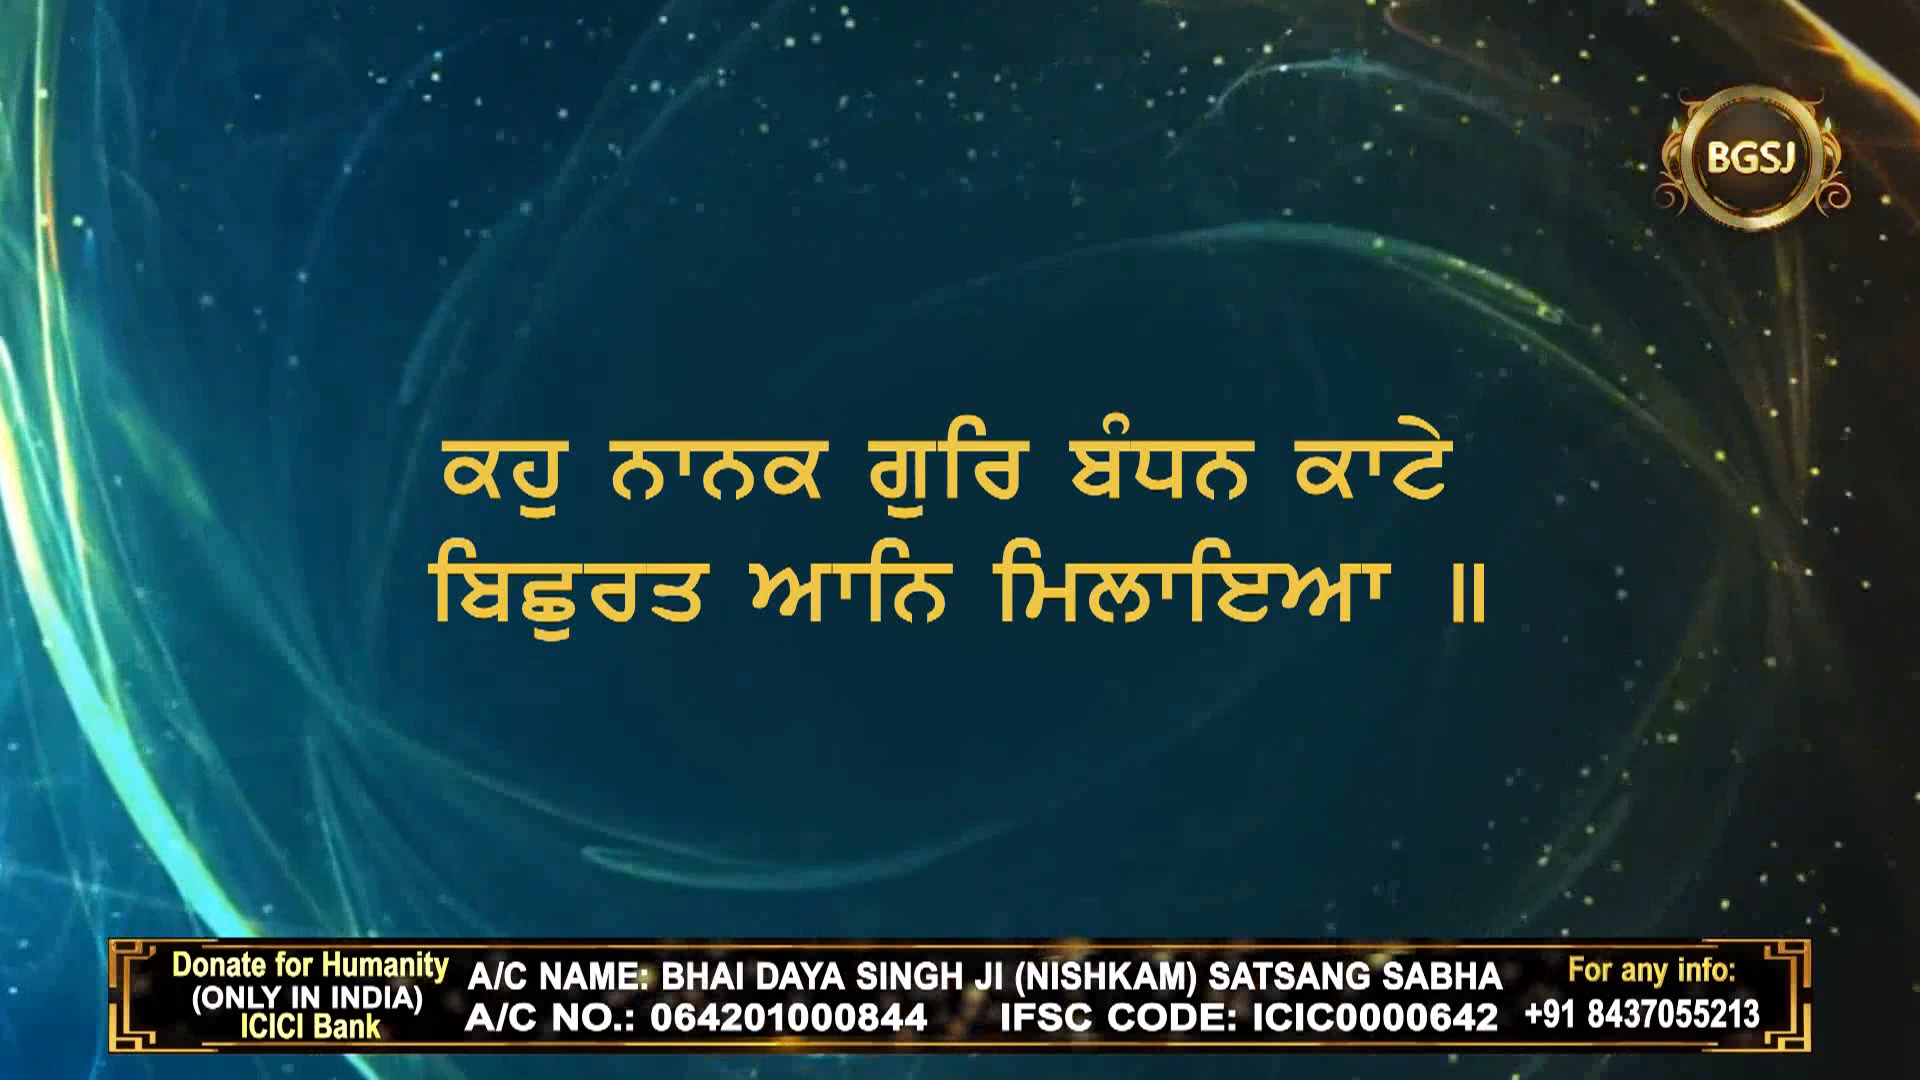 BGSJ
ਕਹੁ ਨਾਨਕ ਗੁਰਿ ਬੰਧਨ ਕਾਟੇ
ਬਿਛੁਰਤ ਆਨਿ ਮਿਲਾਇਆ ॥
Donate for Humanity
(ONLY IN INDIA)
ICICI Bank
A/C NAME: BHAI DAYA SINGH JI (NISHKAM) SATSANG SABHA
A/C NO.: 064201000844 IFSC CODE: ICIC0000642
For any info:
+91 8437055213